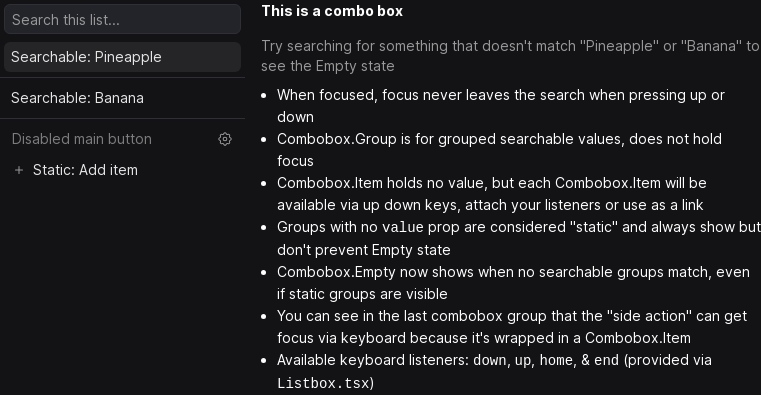 Search this list...
Searchable: Pineapple
Searchable: Banana
Disabled main button
Static: Add item
This is a combo box
Try searching for something that doesn't match "Pineapple" or "Banana" to
see the Empty state
• When focused, focus never leaves the search when pressing up or
down
• Combobox.Group is for grouped searchable values, does not hold
focus
• Combobox.Item holds no value, but each Combobox.Item will be
available via up down keys, attach your listeners or use as a link
• Groups with no value prop are considered "static" and always show but
don't prevent Empty state
• Combobox.Empty now shows when no searchable groups match, even
if static groups are visible
• You can see in the last combobox group that the "side action" can get
focus via keyboard because it's wrapped in a Combobox.Item
• Available keyboard listeners: down, up, home, & end (provided via
Listbox.tsx)